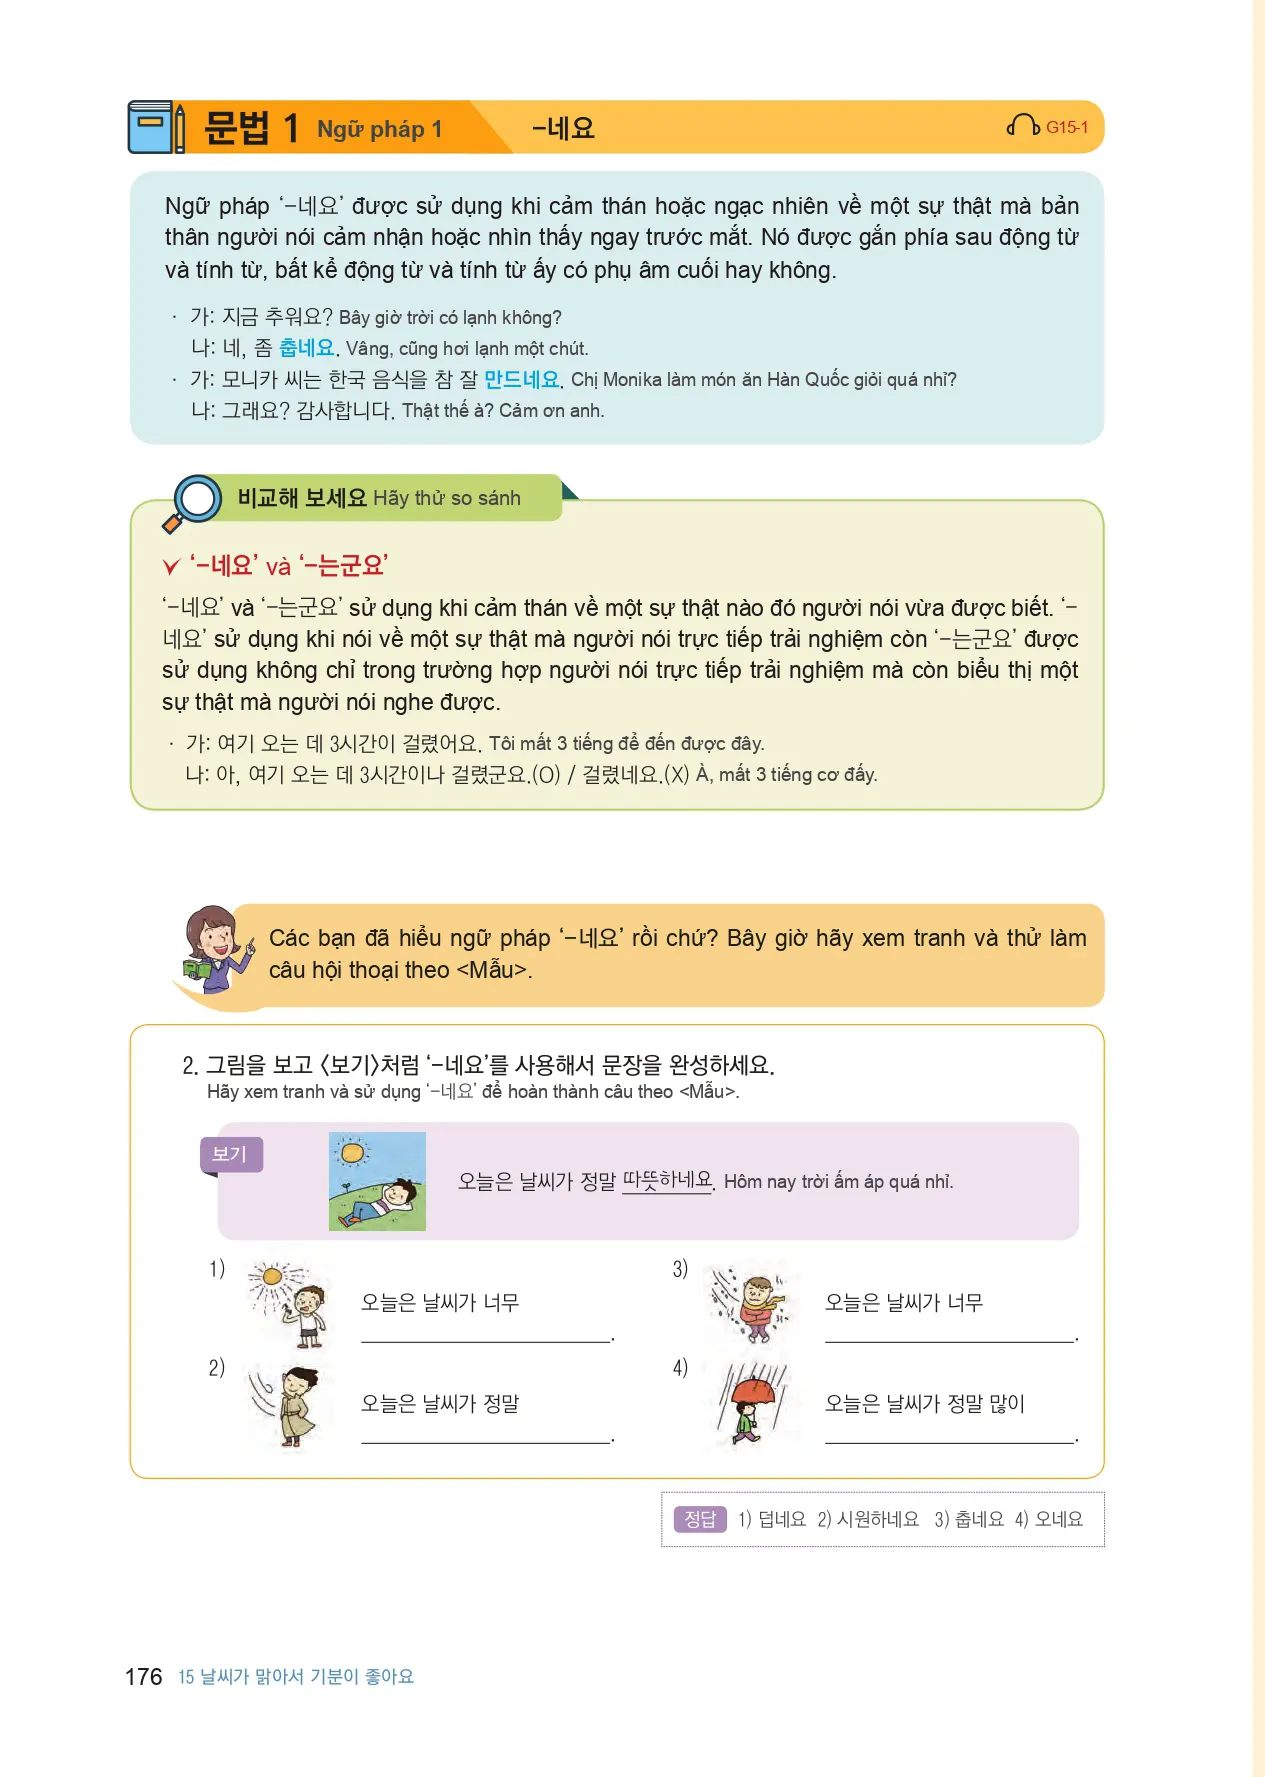 문법 1 Ngữ pháp 1 -네요 G15-1
Ngữ pháp ‘-네요’ được sử dụng khi cảm thán hoặc ngạc nhiên về một sự thật mà bản
thân người nói cảm nhận hoặc nhìn thấy ngay trước mắt. Nó được gắn phía sau động từ
và tính từ, bất kể động từ và tính từ ấy có phụ âm cuối hay không.
· 가: 지금 추워요? Bây giờ trời có lạnh không?
나: 네, 좀 춥네요. Vâng, cũng hơi lạnh một chút.
· 가: 모니카 씨는 한국 음식을 참 잘 만드네요. Chị Monika làm món ăn Hàn Quốc giỏi quá nhỉ?
나: 그래요? 감사합니다. Thật thế à? Cảm ơn anh.
비교해 보세요 Hãy thử so sánh
‘-네요’ và ‘-는군요’
‘-네요’ và ‘-는군요’ sử dụng khi cảm thán về một sự thật nào đó người nói vừa được biết. ‘-
네요’ sử dụng khi nói về một sự thật mà người nói trực tiếp trải nghiệm còn ‘-는군요’ được
sử dụng không chỉ trong trường hợp người nói trực tiếp trải nghiệm mà còn biểu thị một
sự thật mà người nói nghe được.
· 가: 여기 오는 데 3시간이 걸렸어요. Tôi mất 3 tiếng để đến được đây.
나: 아, 여기 오는 데 3시간이나 걸렸군요.(O) / 걸렸네요.(X) À, mất 3 tiếng cơ đấy.
Các bạn đã hiểu ngữ pháp ‘-네요’ rồi chứ? Bây giờ hãy xem tranh và thử làm
câu hội thoại theo <Mẫu>.
2. 그림을 보고 〈보기〉처럼 ‘-네요’를 사용해서 문장을 완성하세요.
Hãy xem tranh và sử dụng ‘-네요’ để hoàn thành câu theo <Mẫu>.
보기
오늘은 날씨가 정말 따뜻하네요. Hôm nay trời ấm áp quá nhỉ.
1) 오늘은 날씨가 너무
.
2) 오늘은 날씨가 정말
.
3) 오늘은 날씨가 너무
.
4) 오늘은 날씨가 정말 많이
.
정답 1) 덥네요 2) 시원하네요 3) 춥네요 4) 오네요
176 15 날씨가 맑아서 기분이 좋아요